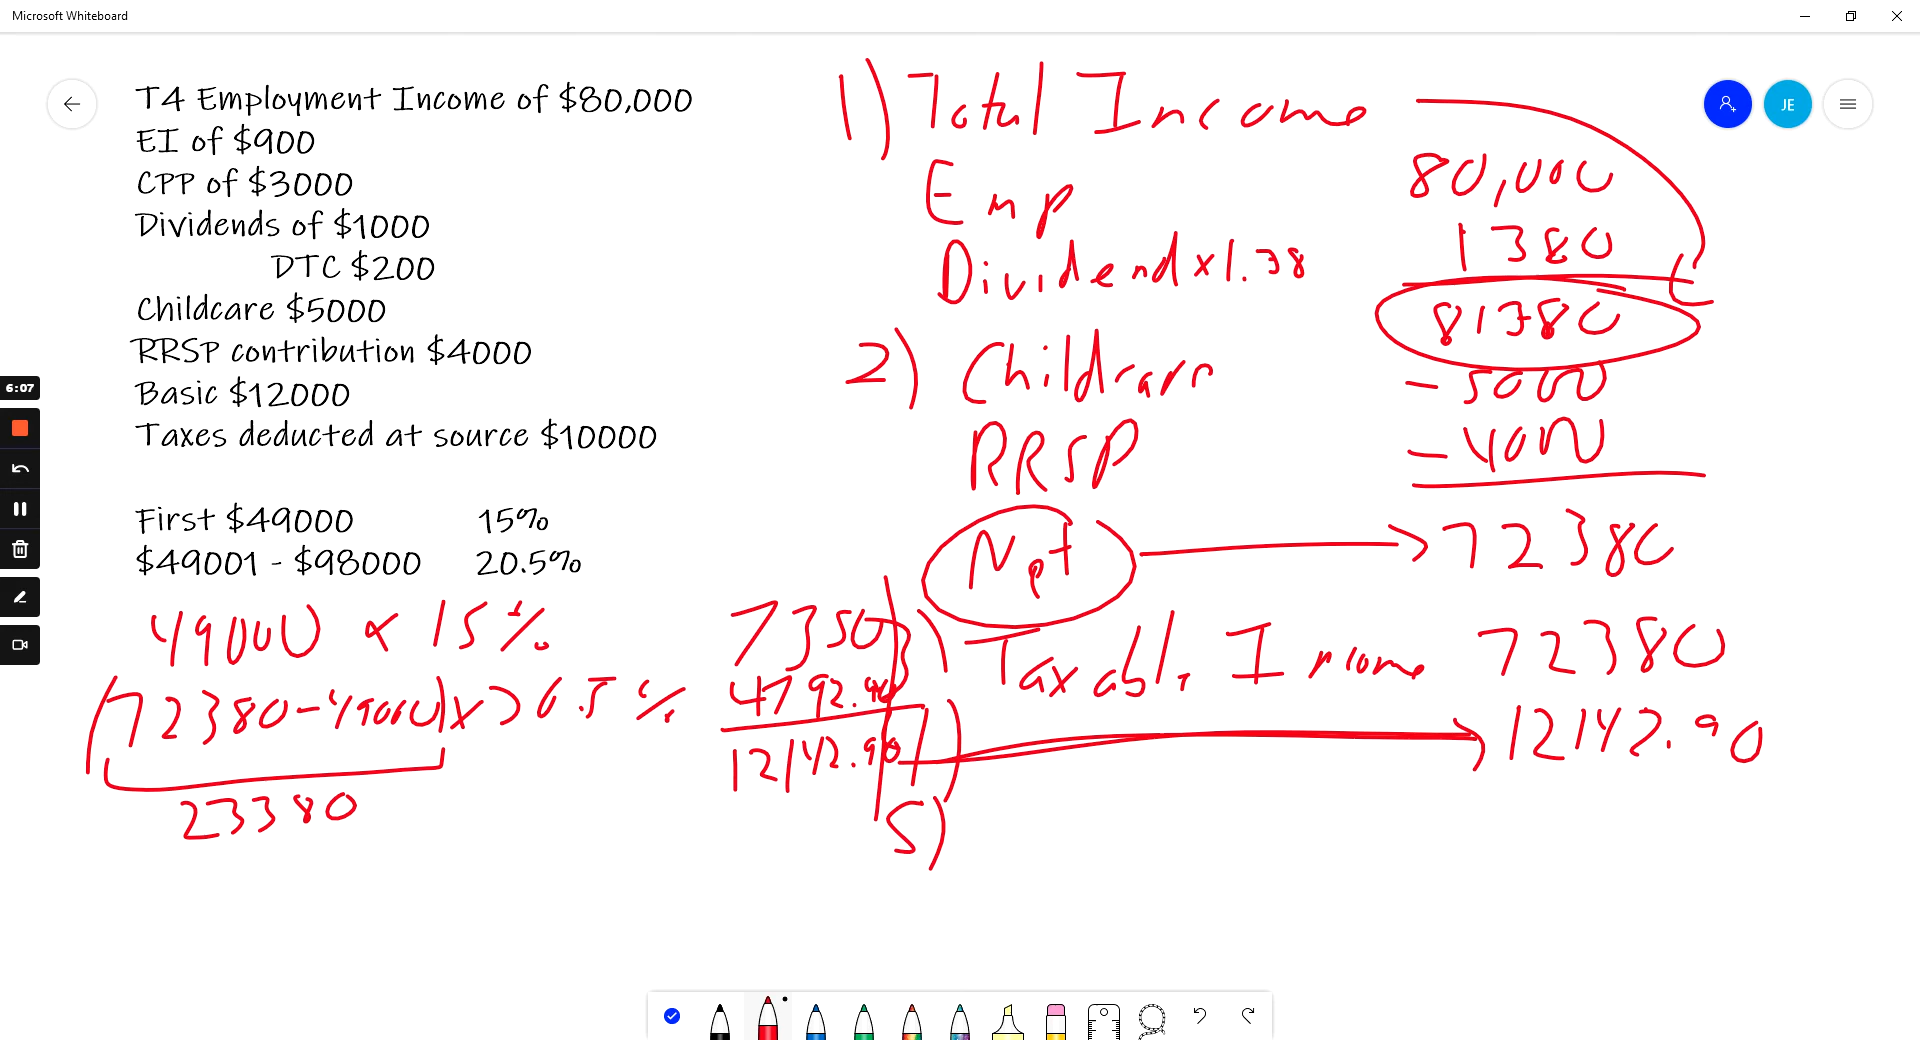 Microsoft Whiteboard
JE
T4 Employment Income of $80,000
EI of $900
CPP of $3000
Dividends of $1000
DTC $200
Childcare $5000
RRSP contribution $4000
Basic $12000
Taxes deducted at source $10000
First $49000 15%
$49001 - $98000 20.5%
49000 x 15% 7350
(72380-49000) x 20.5% 4792.90
12142.90
23380
6:07
1) Total Income
Emp 80,000
Dividend x 1.38 1380
81380
2) Childcare - 5000
RRSP - 4000
Net 72380
) Taxable Income 72380
) 12142.90
5)